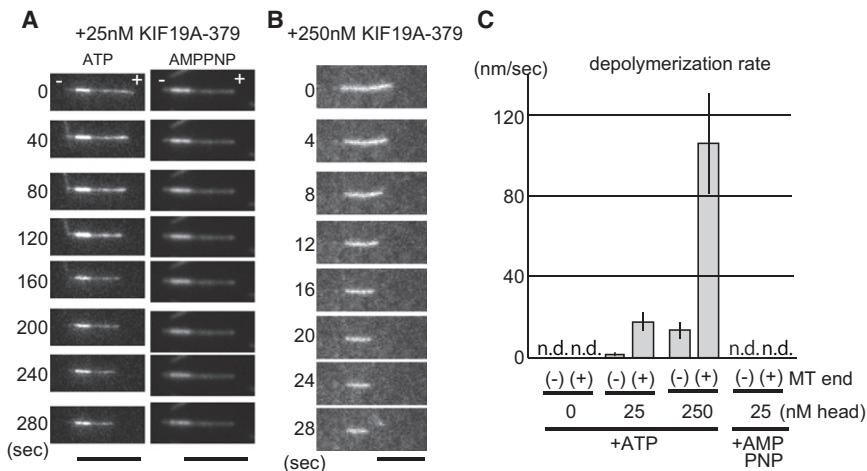 A
+25nM KIF19A-379
ATP
AMPPNP
- +
- +
0
40
80
120
160
200
240
280
(sec)
B
+250nM KIF19A-379
0
4
8
12
16
20
24
28
(sec)
C
(nm/sec)
depolymerization rate
120
80
40
0
n.d. n.d. n.d. n.d.
(-) (+) (-) (+) (-) (+) (-) (+) MT end
0 25 250 25 (nM head)
+ATP +AMP
PNP